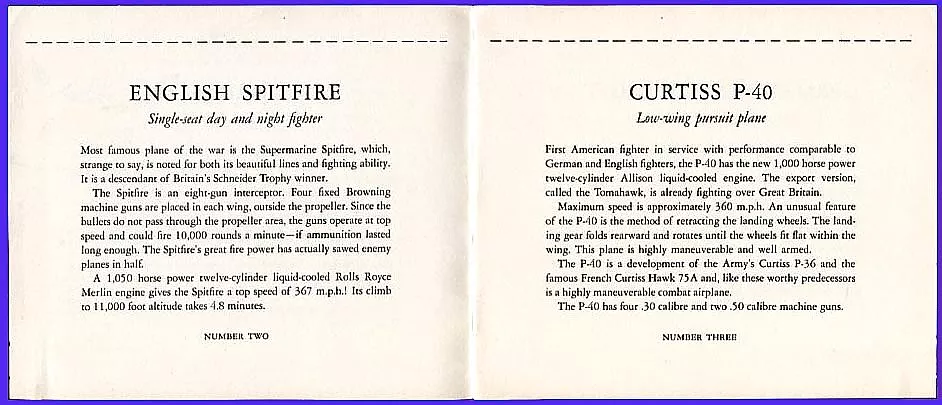 ENGLISH SPITFIRE
Single-seat day and night fighter
Most famous plane of the war is the Supermarine Spitfire, which,
strange to say, is noted for both its beautiful lines and fighting ability.
It is a descendant of Britain's Schneider Trophy winner.
The Spitfire is an eight-gun interceptor. Four fixed Browning
machine guns are placed in each wing, outside the propeller. Since the
bullets do not pass through the propeller area, the guns operate at top
speed and could fire 10,000 rounds a minute—if ammunition lasted
long enough. The Spitfire's great fire power has actually sawed enemy
planes in half.
A 1,050 horse power twelve-cylinder liquid-cooled Rolls Royce
Merlin engine gives the Spitfire a top speed of 367 m.p.h.! Its climb
to 11,000 foot altitude takes 4.8 minutes.
NUMBER TWO
CURTISS P-40
Low-wing pursuit plane
First American fighter in service with performance comparable to
German and English fighters, the P-40 has the new 1,000 horse power
twelve-cylinder Allison liquid-cooled engine. The export version,
called the Tomahawk, is already fighting over Great Britain.
Maximum speed is approximately 360 m.p.h. An unusual feature
of the P-40 is the method of retracting the landing wheels. The land-
ing gear folds rearward and rotates until the wheels fit flat within the
wing. This plane is highly maneuverable and well armed.
The P-40 is a development of the Army's Curtiss P-36 and the
famous French Curtiss Hawk 75A and, like these worthy predecessors
is a highly maneuverable combat airplane.
The P-40 has four .30 calibre and two .50 calibre machine guns.
NUMBER THREE